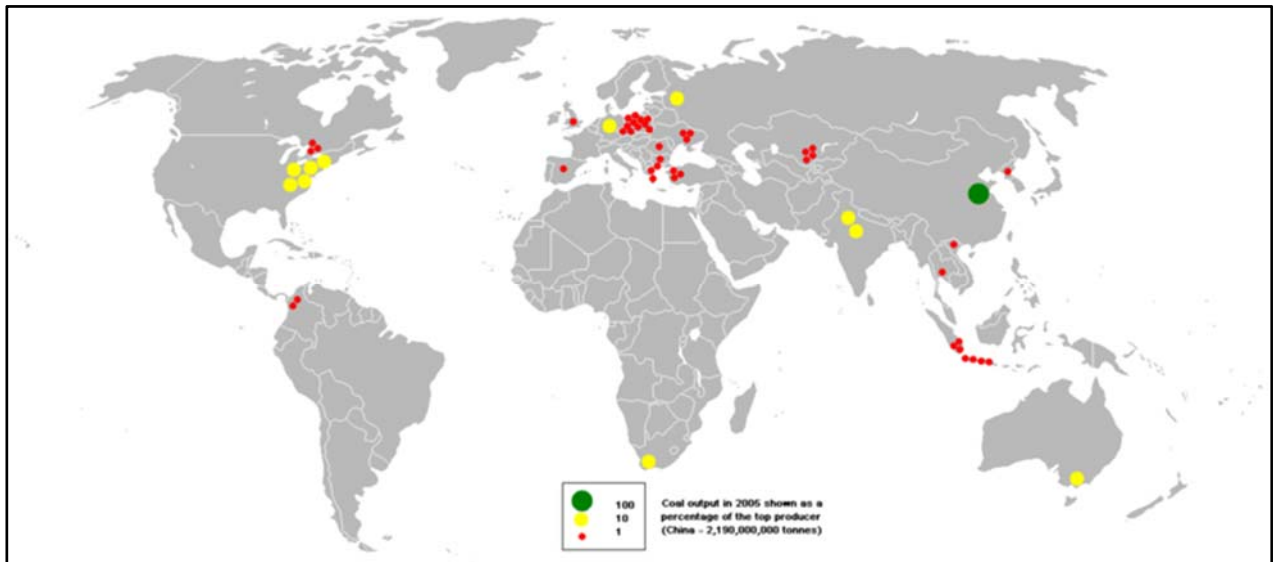 100
10
1
Coal output in 2005 shown as a
percentage of the top producer
(China - 2,190,000,000 tonnes)